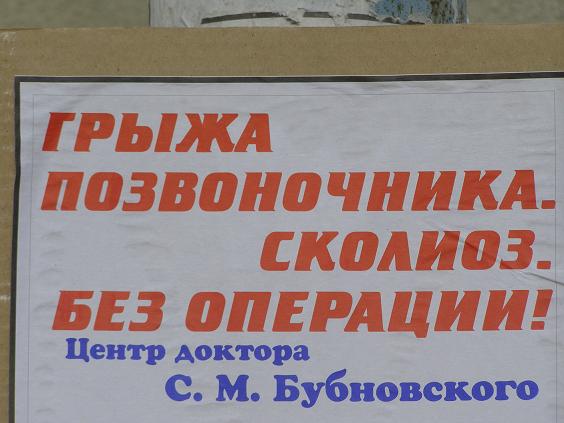 ГРЫЖА
ПОЗВОНОЧНИКА.
СКОЛИОЗ.
БЕЗ ОПЕРАЦИИ!
Центр доктора
С. М. Бубновского